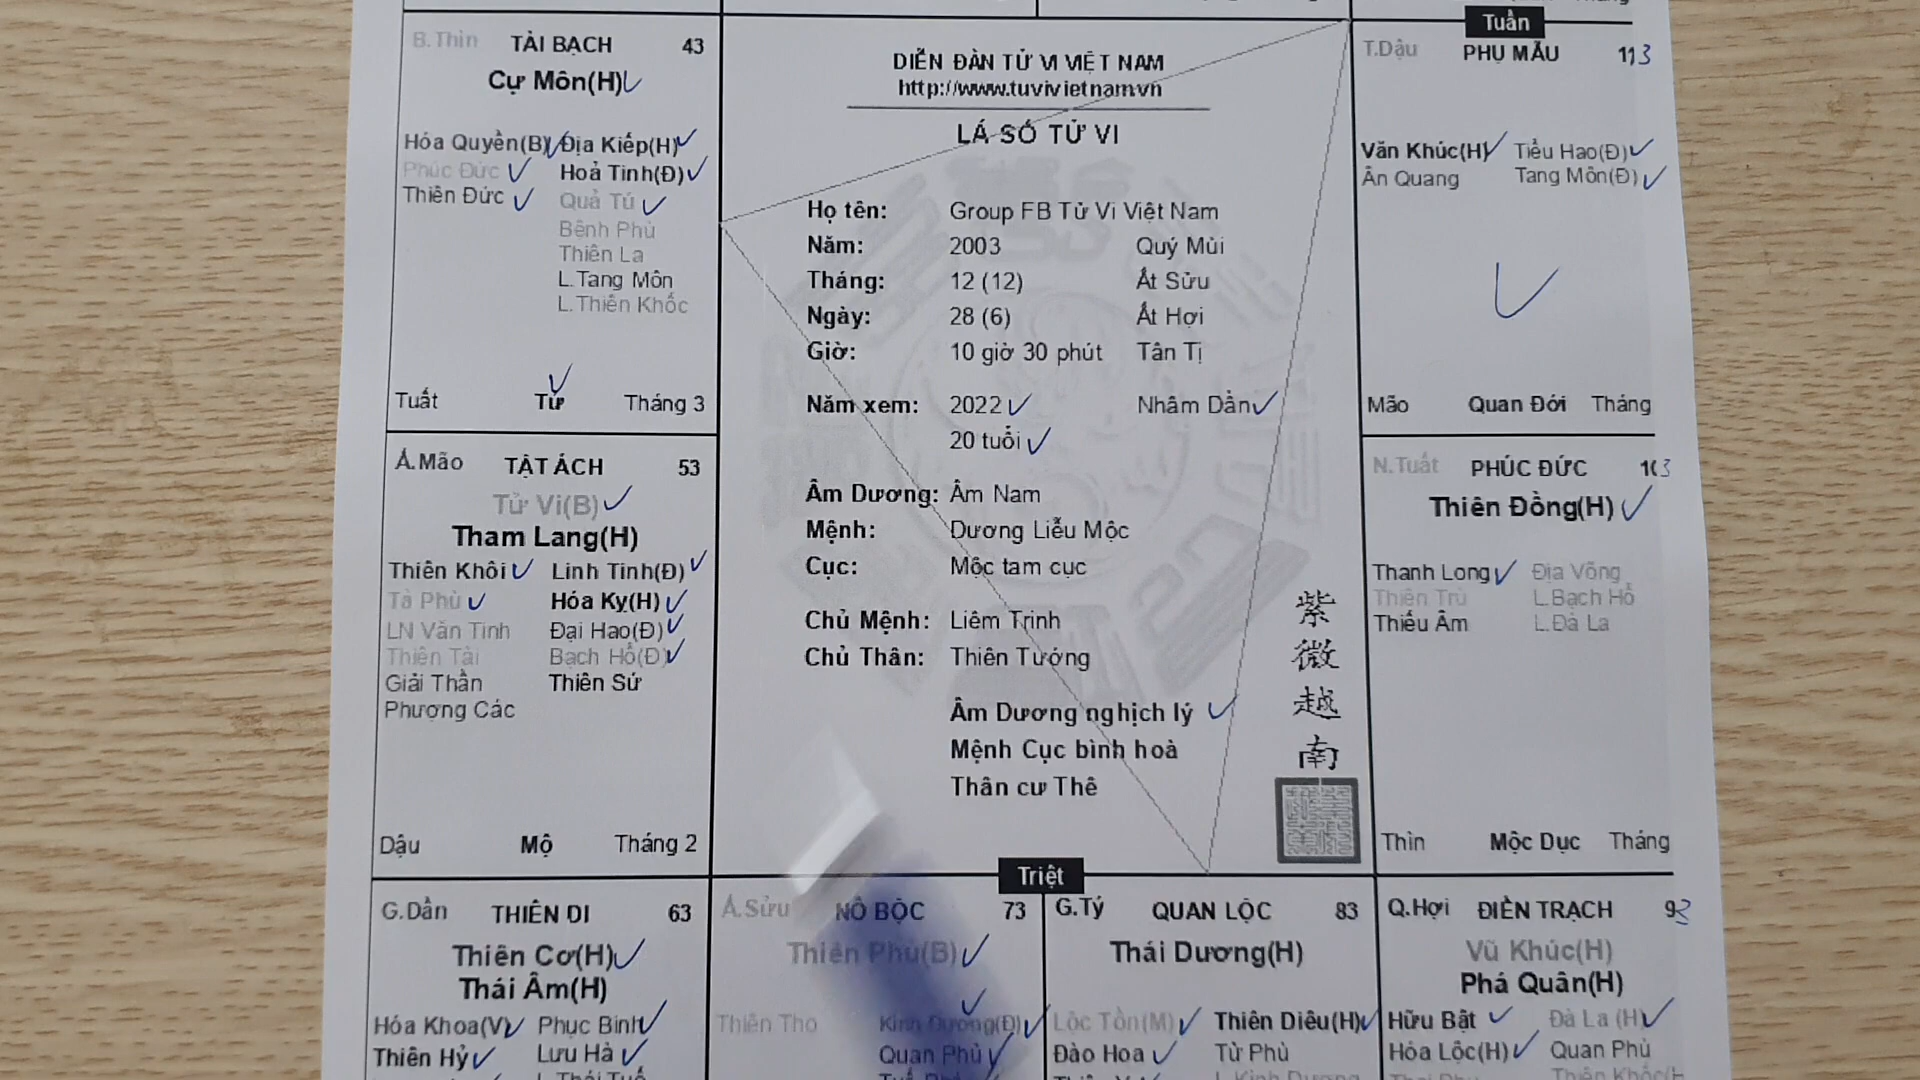 Tuần
B.Thìn TÀI BẠCH 43
Cự Môn(H)
Hóa Quyền(B) Địa Kiếp(H)
Phúc Đức Hoả Tinh(Đ)
Thiên Đức Quả Tú
Bệnh Phù
Thiên La
L.Tang Môn
L.Thiên Khốc
Tuất Tử Tháng 3
DIỄN ĐÀN TỬ VI VIỆT NAM
http://www.tuvivietnam.vn
LÁ SỐ TỬ VI
Họ tên: Group FB Tử Vi Việt Nam
Năm: 2003 Quý Mùi
Tháng: 12 (12) Ất Sửu
Ngày: 28 (6) Ất Hợi
Giờ: 10 giờ 30 phút Tân Tị
Năm xem: 2022 Nhâm Dần
20 tuổi
Âm Dương: Âm Nam
Mệnh: Dương Liễu Mộc
Cục: Mộc tam cục
Chủ Mệnh: Liêm Trinh
Chủ Thân: Thiên Tướng
Âm Dương nghịch lý
Mệnh Cục bình hoà
Thân cư Thê
紫
微
越
南
T.Dậu PHỤ MẪU 113
Văn Khúc(H) Tiểu Hao(Đ)
Ân Quang Tang Môn(Đ)
Mão Quan Đới Tháng
Á.Mão TẬT ÁCH 53
Tử Vi(B)
Tham Lang(H)
Thiên Khôi Linh Tinh(Đ)
Tả Phù Hóa Kỵ(H)
LN Văn Tinh Đại Hao(Đ)
Thiên Tài Bạch Hổ(Đ)
Giải Thần Thiên Sứ
Phượng Các
Dậu Mộ Tháng 2
N.Tuất PHÚC ĐỨC 103
Thiên Đồng(H)
Thanh Long Địa Võng
Thiên Trù L.Bạch Hổ
Thiếu Âm L.Đà La
Thìn Mộc Dục Tháng
Triệt
G.Dần THIÊN DI 63
Thiên Cơ(H)
Thái Âm(H)
Hóa Khoa(V) Phục Binh
Thiên Hỷ Lưu Hà
L.Thái Tuế
Á.Sửu NÔ BỘC 73
Thiên Phủ(B)
Thiên Thọ Kình Dương(Đ)
Quan Phủ
G.Tý QUAN LỘC 83
Thái Dương(H)
Lộc Tồn(M) Thiên Diêu(H)
Đào Hoa Tử Phù
L.Kình Dương
Q.Hợi ĐIỀN TRẠCH 93
Vũ Khúc(H)
Phá Quân(H)
Hữu Bật Đà La (H)
Hóa Lộc(H) Quan Phù
Thiên Khốc(H